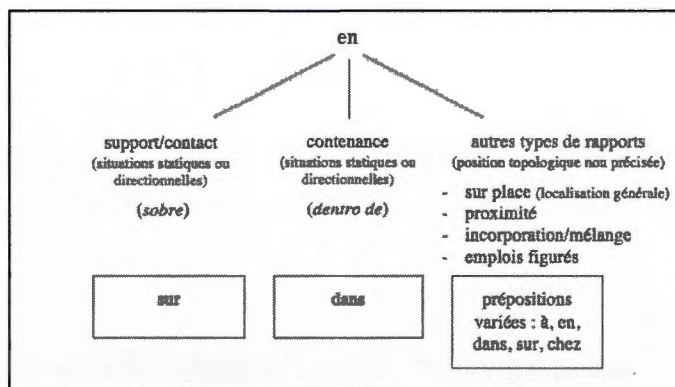 en
support/contact
(situations statiques ou
directionnelles)
(sobre)
sur
contenance
(situations statiques ou
directionnelles)
(dentro de)
dans
autres types de rapports
(position topologique non précisée)
- sur place (localisation générale)
- proximité
- incorporation/mélange
- emplois figurés
prépositions
variées : à, en,
dans, sur, chez